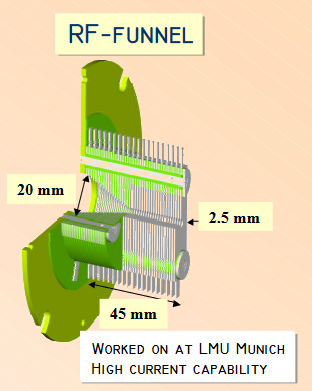 RF-FUNNEL
20 mm
2.5 mm
45 mm
WORKED ON AT LMU MUNICH
HIGH CURRENT CAPABILITY